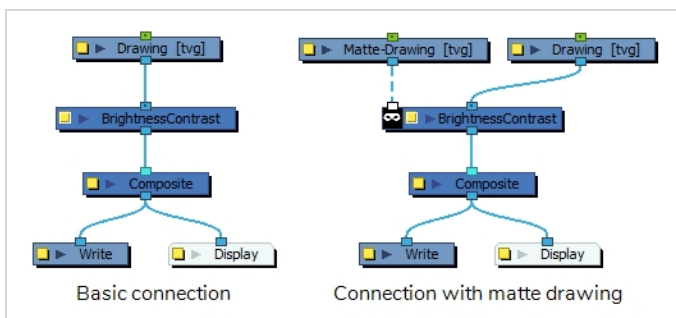 Drawing [tvg]
BrightnessContrast
Composite
Write
Display
Basic connection
Matte-Drawing [tvg]
Drawing [tvg]
BrightnessContrast
Composite
Write
Display
Connection with matte drawing